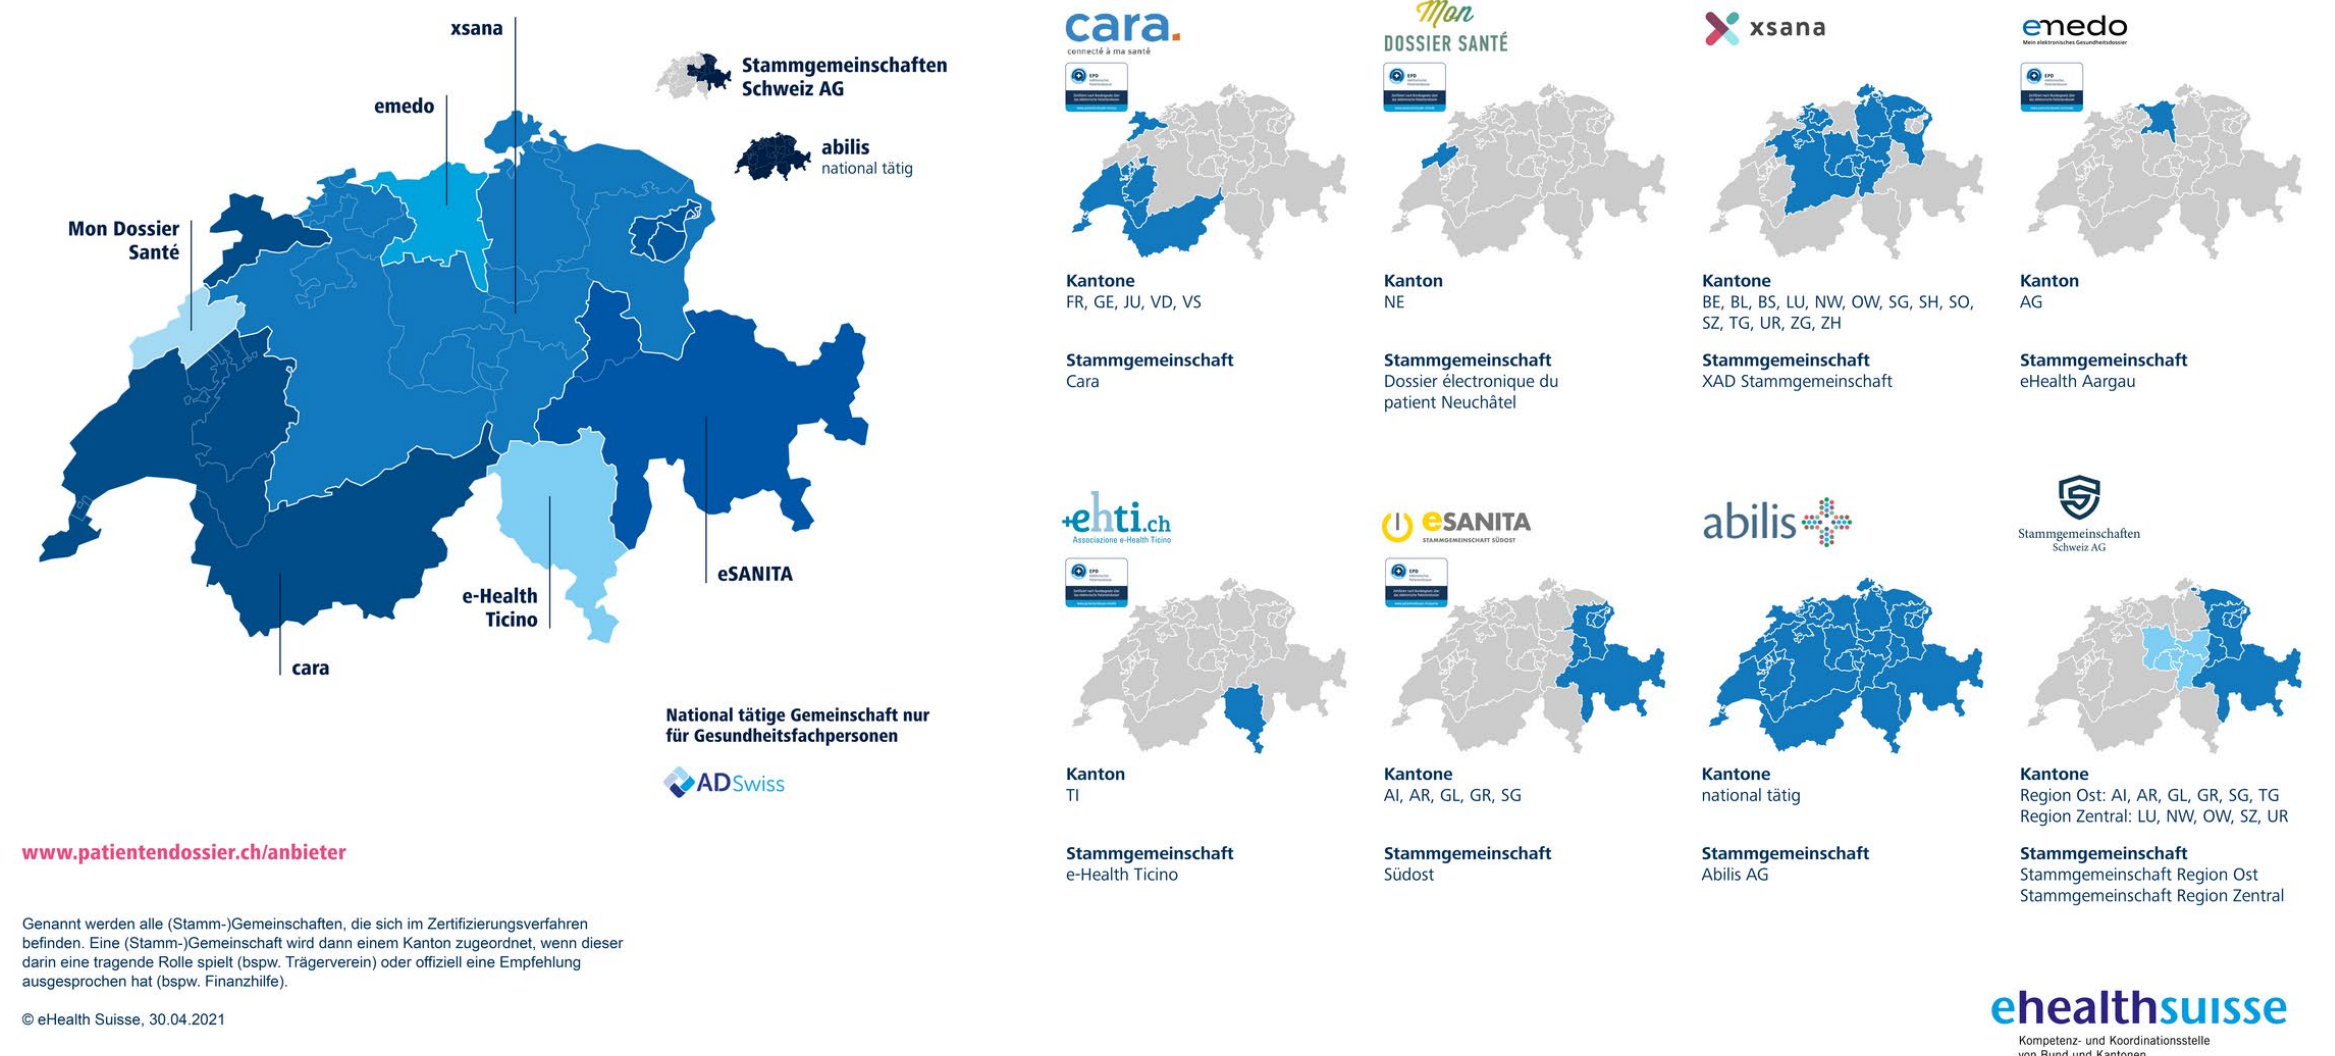 xsana
emedo
Stammgemeinschaften
Schweiz AG
abilis
national tätig
Mon Dossier
Santé
e-Health
Ticino
eSANITA
cara
National tätige Gemeinschaft nur
für Gesundheitsfachpersonen
ADSwiss
www.patientendossier.ch/anbieter
Genannt werden alle (Stamm-)Gemeinschaften, die sich im Zertifizierungsverfahren
befinden. Eine (Stamm-)Gemeinschaft wird dann einem Kanton zugeordnet, wenn dieser
darin eine tragende Rolle spielt (bspw. Trägerverein) oder offiziell eine Empfehlung
ausgesprochen hat (bspw. Finanzhilfe).
© eHealth Suisse, 30.04.2021
cara.
connecté à ma santé
EPD
Kantone
FR, GE, JU, VD, VS
Stammgemeinschaft
Cara
Mon
DOSSIER SANTÉ
EPD
Kanton
NE
Stammgemeinschaft
Dossier électronique du
patient Neuchâtel
xsana
Kantone
BE, BL, BS, LU, NW, OW, SG, SH, SO,
SZ, TG, UR, ZG, ZH
Stammgemeinschaft
XAD Stammgemeinschaft
emedo
Mein elektronisches Gesundheitsdossier
EPD
Kanton
AG
Stammgemeinschaft
eHealth Aargau
+ehti.ch
Associazione e-Health Ticino
EPD
Kanton
TI
Stammgemeinschaft
e-Health Ticino
eSANITA
STAMMGEMEINSCHAFT SÜDOST
EPD
Kantone
AI, AR, GL, GR, SG
Stammgemeinschaft
Südost
abilis
Kantone
national tätig
Stammgemeinschaft
Abilis AG
Stammgemeinschaften
Schweiz AG
Kantone
Region Ost: AI, AR, GL, GR, SG, TG
Region Zentral: LU, NW, OW, SZ, UR
Stammgemeinschaft
Stammgemeinschaft Region Ost
Stammgemeinschaft Region Zentral
ehealthsuisse
Kompetenz- und Koordinationsstelle
von Bund und Kantonen